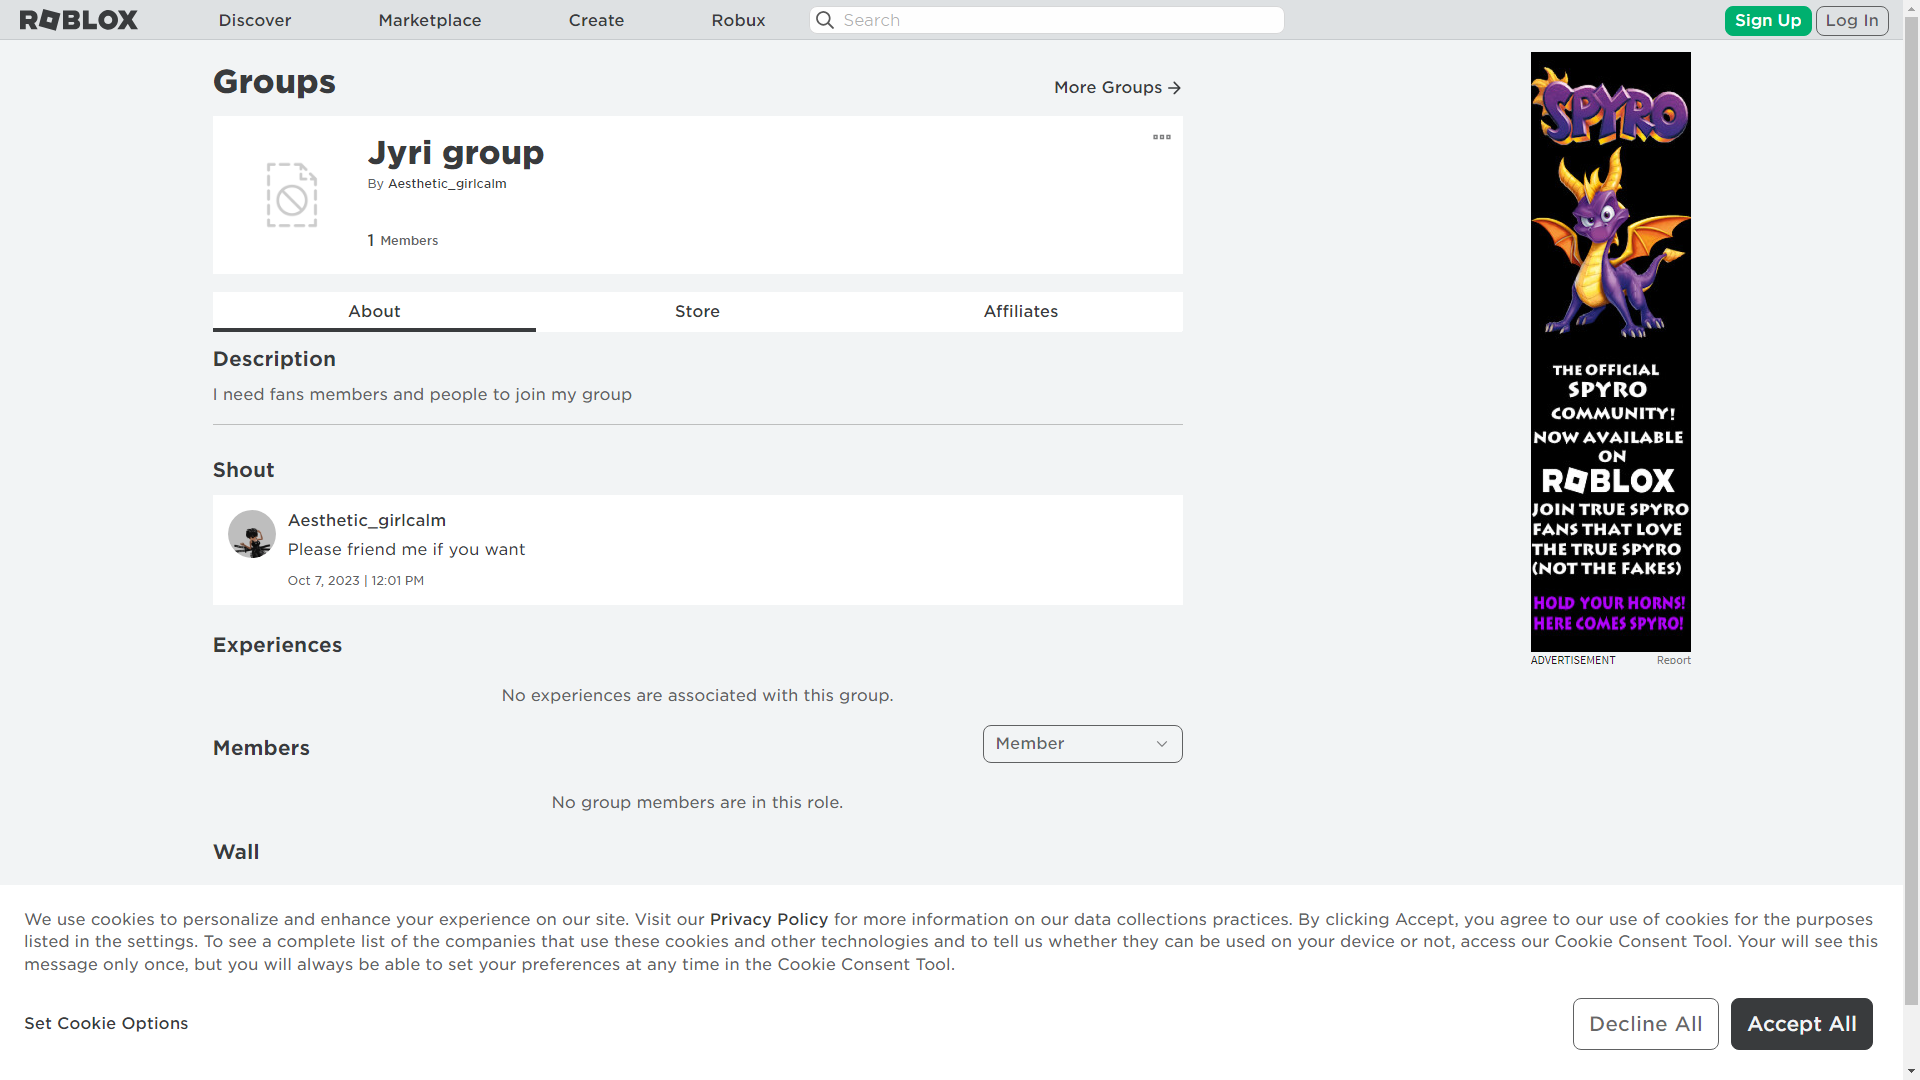 ROBLOX
Discover
Marketplace
Create
Robux
Search
Sign Up
Log In
Groups
More Groups
Jyri group
By Aesthetic_girlcalm
1 Members
About
Store
Affiliates
Description
I need fans members and people to join my group
Shout
Aesthetic_girlcalm
Please friend me if you want
Oct 7, 2023 | 12:01 PM
Experiences
No experiences are associated with this group.
Members
Member
No group members are in this role.
Wall
SPYRO
THE OFFICIAL
SPYRO
COMMUNITY!
NOW AVAILABLE
ON
ROBLOX
JOIN TRUE SPYRO
FANS THAT LOVE
THE TRUE SPYRO
(NOT THE FAKES)
HOLD YOUR HORNS!
HERE COMES SPYRO!
ADVERTISEMENT
Report
We use cookies to personalize and enhance your experience on our site. Visit our Privacy Policy for more information on our data collections practices. By clicking Accept, you agree to our use of cookies for the purposes
listed in the settings. To see a complete list of the companies that use these cookies and other technologies and to tell us whether they can be used on your device or not, access our Cookie Consent Tool. Your will see this
message only once, but you will always be able to set your preferences at any time in the Cookie Consent Tool.
Set Cookie Options
Decline All
Accept All